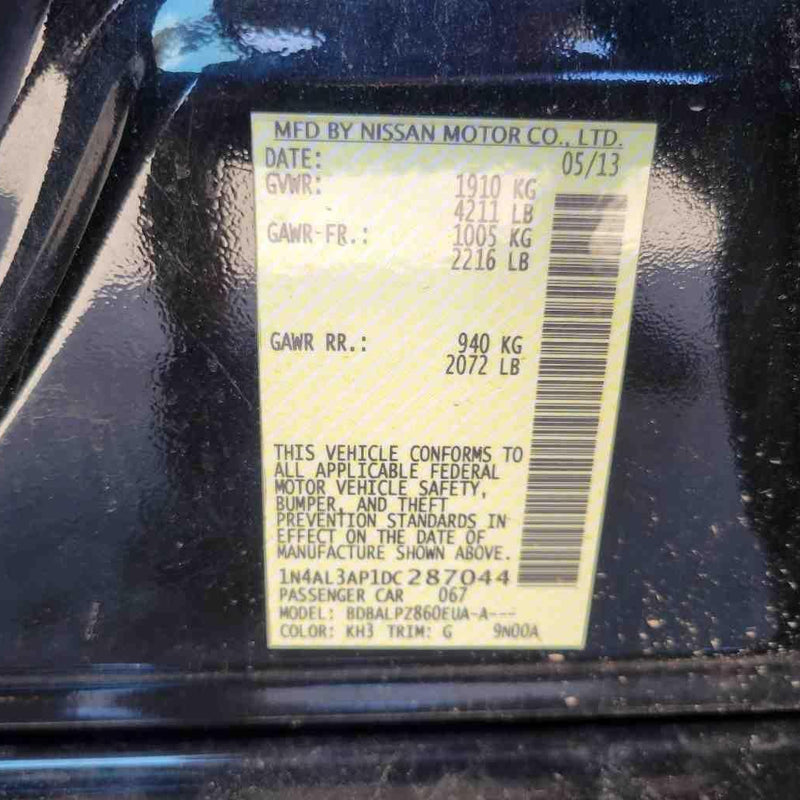 MFD BY NISSAN MOTOR CO., LTD.
DATE: 05/13
GVWR: 1910 KG
4211 LB
GAWR-FR.: 1005 KG
2216 LB
GAWR RR.: 940 KG
2072 LB
THIS VEHICLE CONFORMS TO
ALL APPLICABLE FEDERAL
MOTOR VEHICLE SAFETY,
BUMPER, AND THEFT
PREVENTION STANDARDS IN
EFFECT ON THE DATE OF
MANUFACTURE SHOWN ABOVE.
1N4AL3AP1DC287044
PASSENGER CAR 067
MODEL: BDBALPZ860EUA-A---
COLOR: KH3 TRIM: G 9N00A